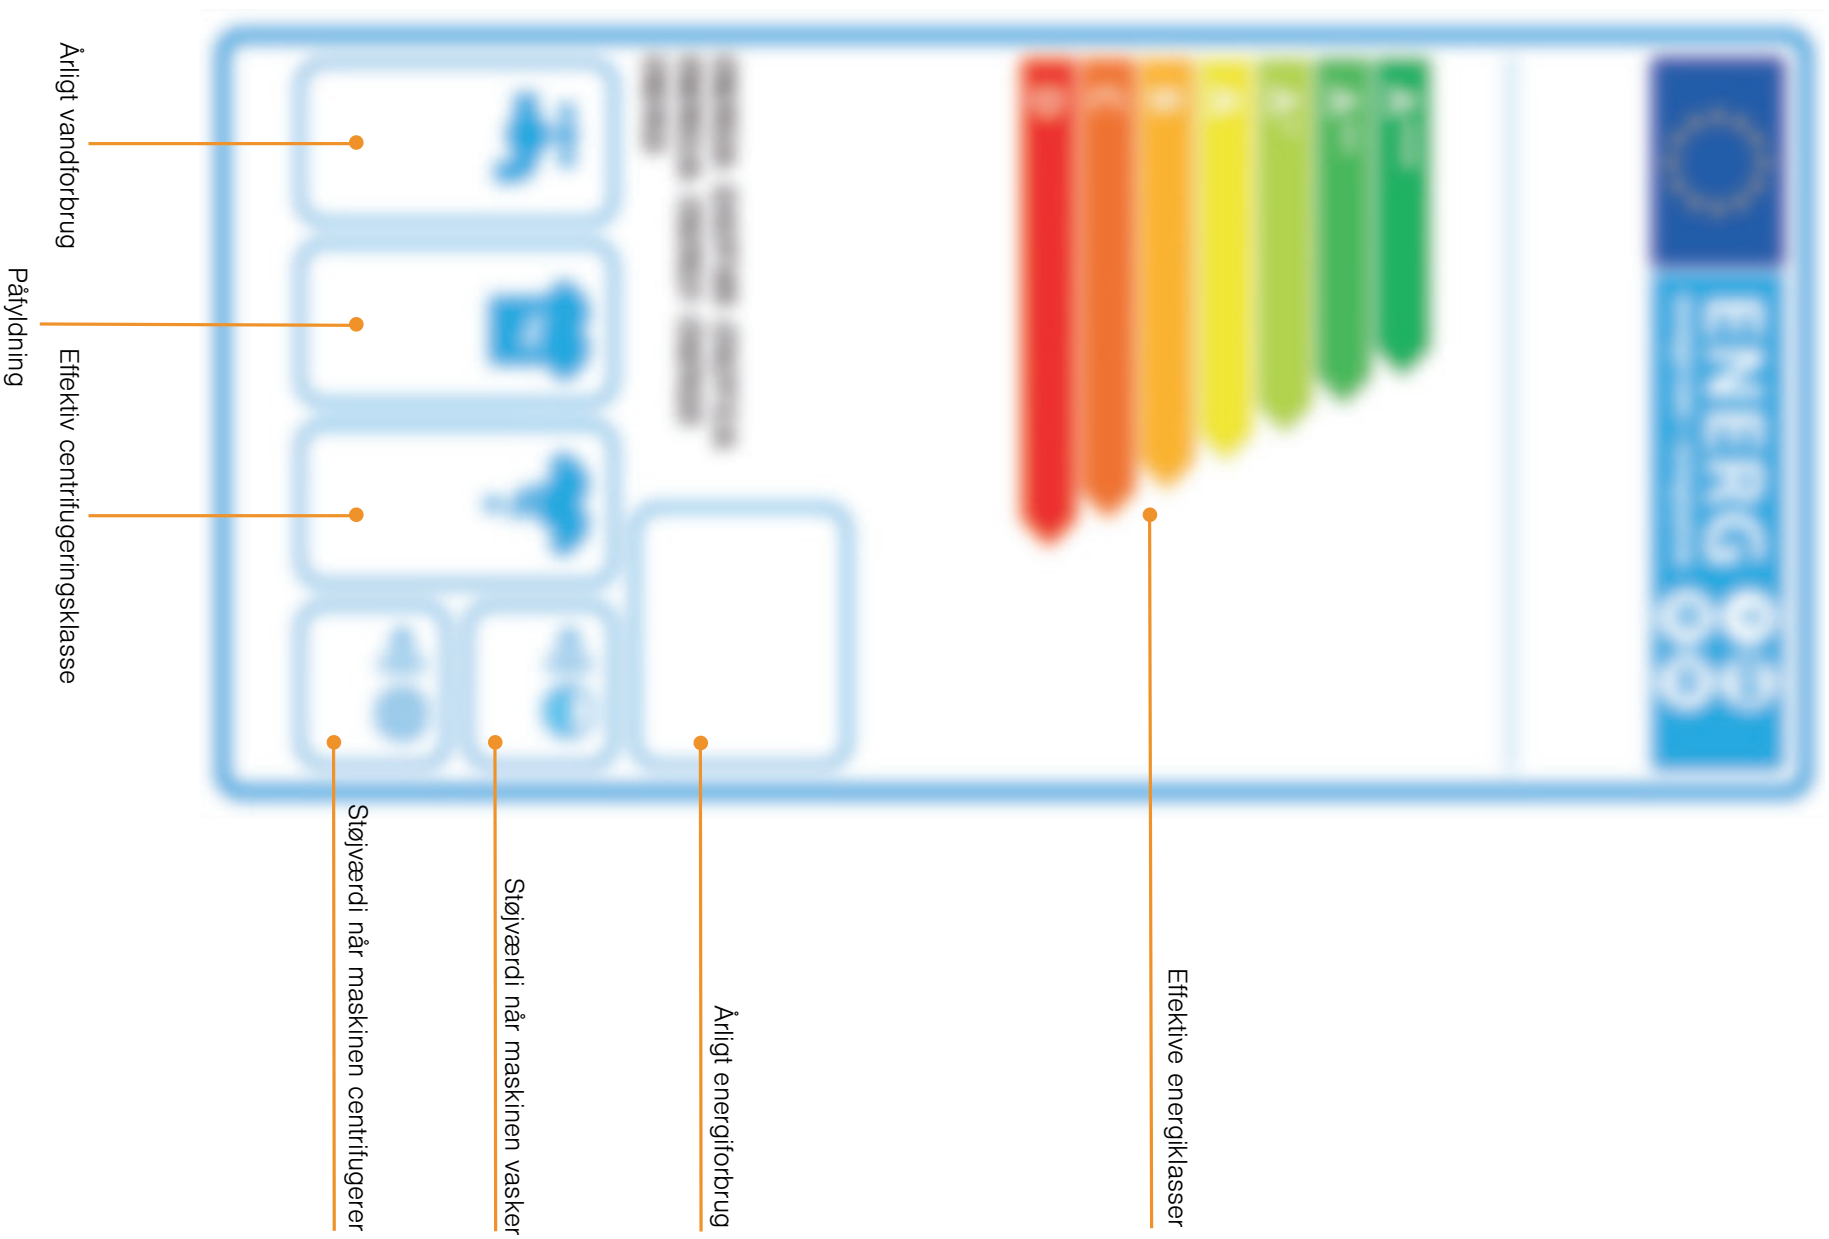 ENERG
A
A
A
A
B
C
D
Effektive energiklasser
Årligt energiforbrug
Støjværdi når maskinen vasker
Støjværdi når maskinen centrifugerer
Årligt vandforbrug
Påfyldning
Effektiv centrifugeringsklasse